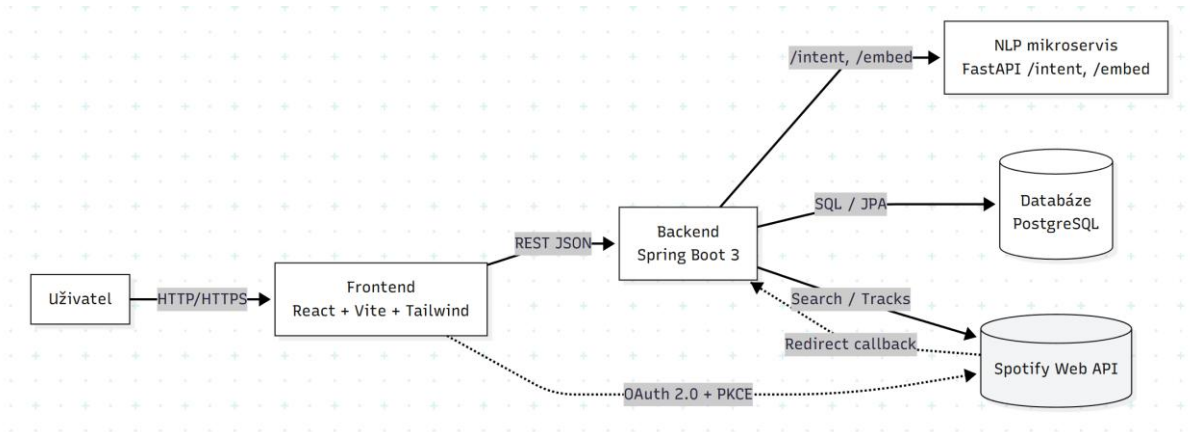 NLP mikroservis
FastAPI /intent, /embed
/intent, /embed
Databáze
PostgreSQL
SQL / JPA
Backend
Spring Boot 3
REST JSON
Uživatel
HTTP/HTTPS
Frontend
React + Vite + Tailwind
Search / Tracks
Redirect callback
Spotify Web API
OAuth 2.0 + PKCE